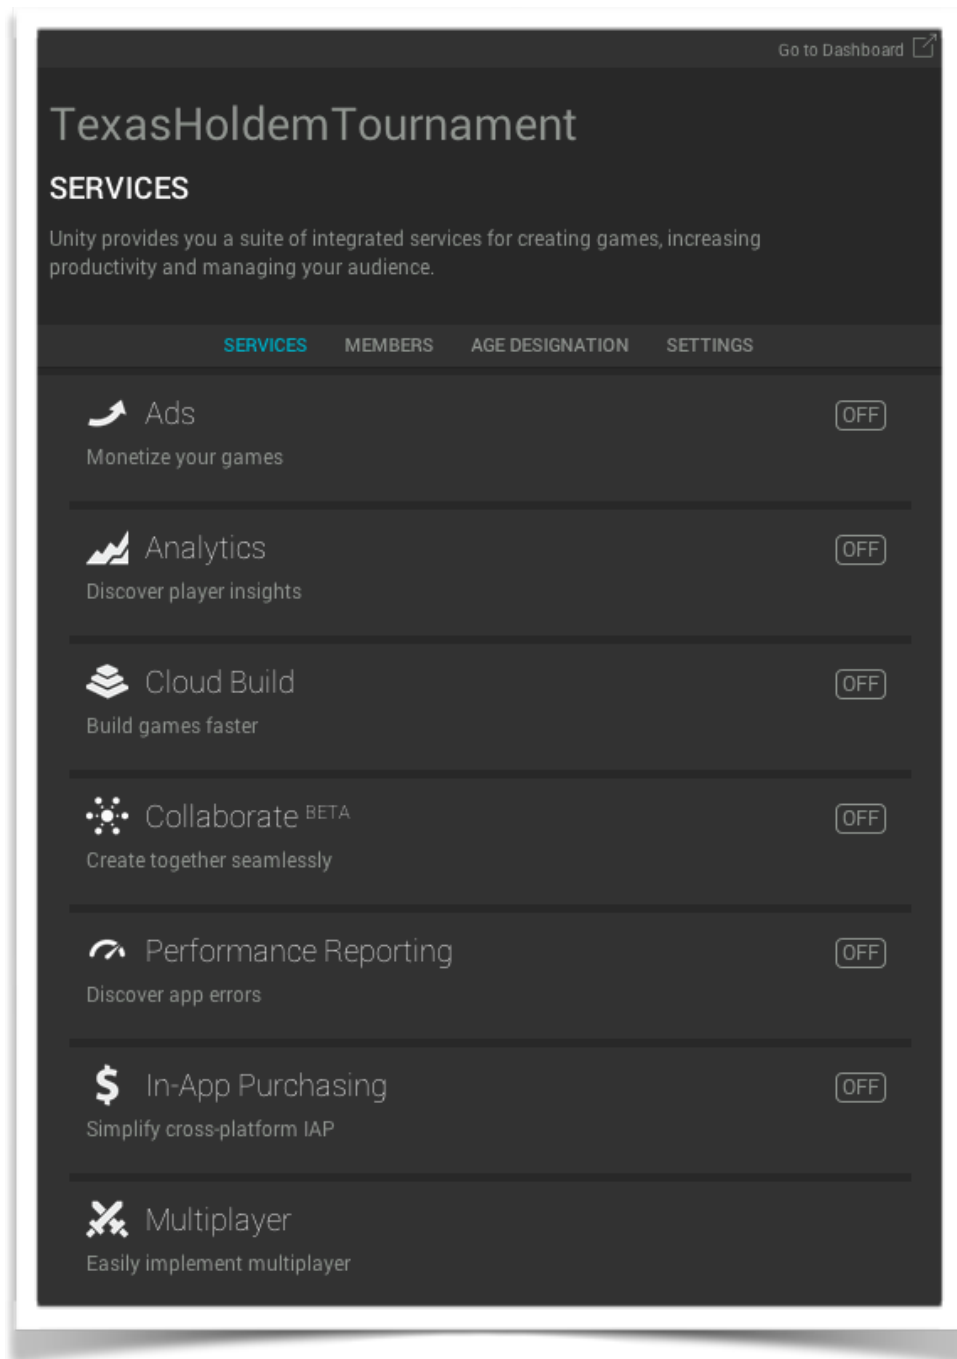 Go to Dashboard
TexasHoldemTournament
SERVICES
Unity provides you a suite of integrated services for creating games, increasing
productivity and managing your audience.
SERVICES MEMBERS AGE DESIGNATION SETTINGS
Ads OFF
Monetize your games
Analytics OFF
Discover player insights
Cloud Build OFF
Build games faster
Collaborate BETA OFF
Create together seamlessly
Performance Reporting OFF
Discover app errors
In-App Purchasing OFF
Simplify cross-platform IAP
Multiplayer
Easily implement multiplayer